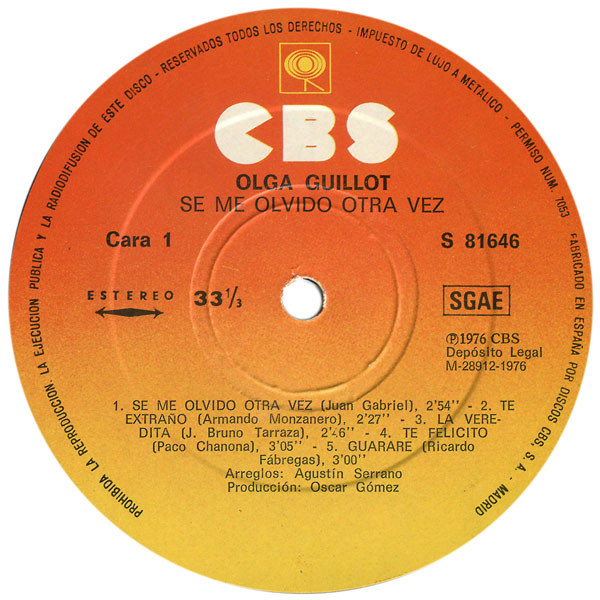 PROHIBIDA LA REPRODUCCION, LA EJECUCION PUBLICA Y LA RADIODIFUSION DE ESTE DISCO - RESERVADOS TODOS LOS DERECHOS - IMPUESTO DE LUJO A METALICO - PERMISO NUM. 7053
FABRICADO EN ESPAÑA POR DISCOS CBS, S. A. - MADRID
CBS
OLGA GUILLOT
SE ME OLVIDO OTRA VEZ
Cara 1
S 81646
ESTEREO 33 1/3
SGAE
℗1976 CBS
Depósito Legal
M-28912-1976
1. SE ME OLVIDO OTRA VEZ (Juan Gabriel), 2'54'' - 2. TE
EXTRAÑO (Armando Monzanero), 2'27'' - 3. LA VERE-
DITA (J. Bruno Tarraza), 2'46'' - 4. TE FELICITO
(Paco Chanona), 3'05'' - 5. GUARARE (Ricardo
Fábregas), 3'00''
Arreglos: Agustín Serrano
Producción: Oscar Gómez